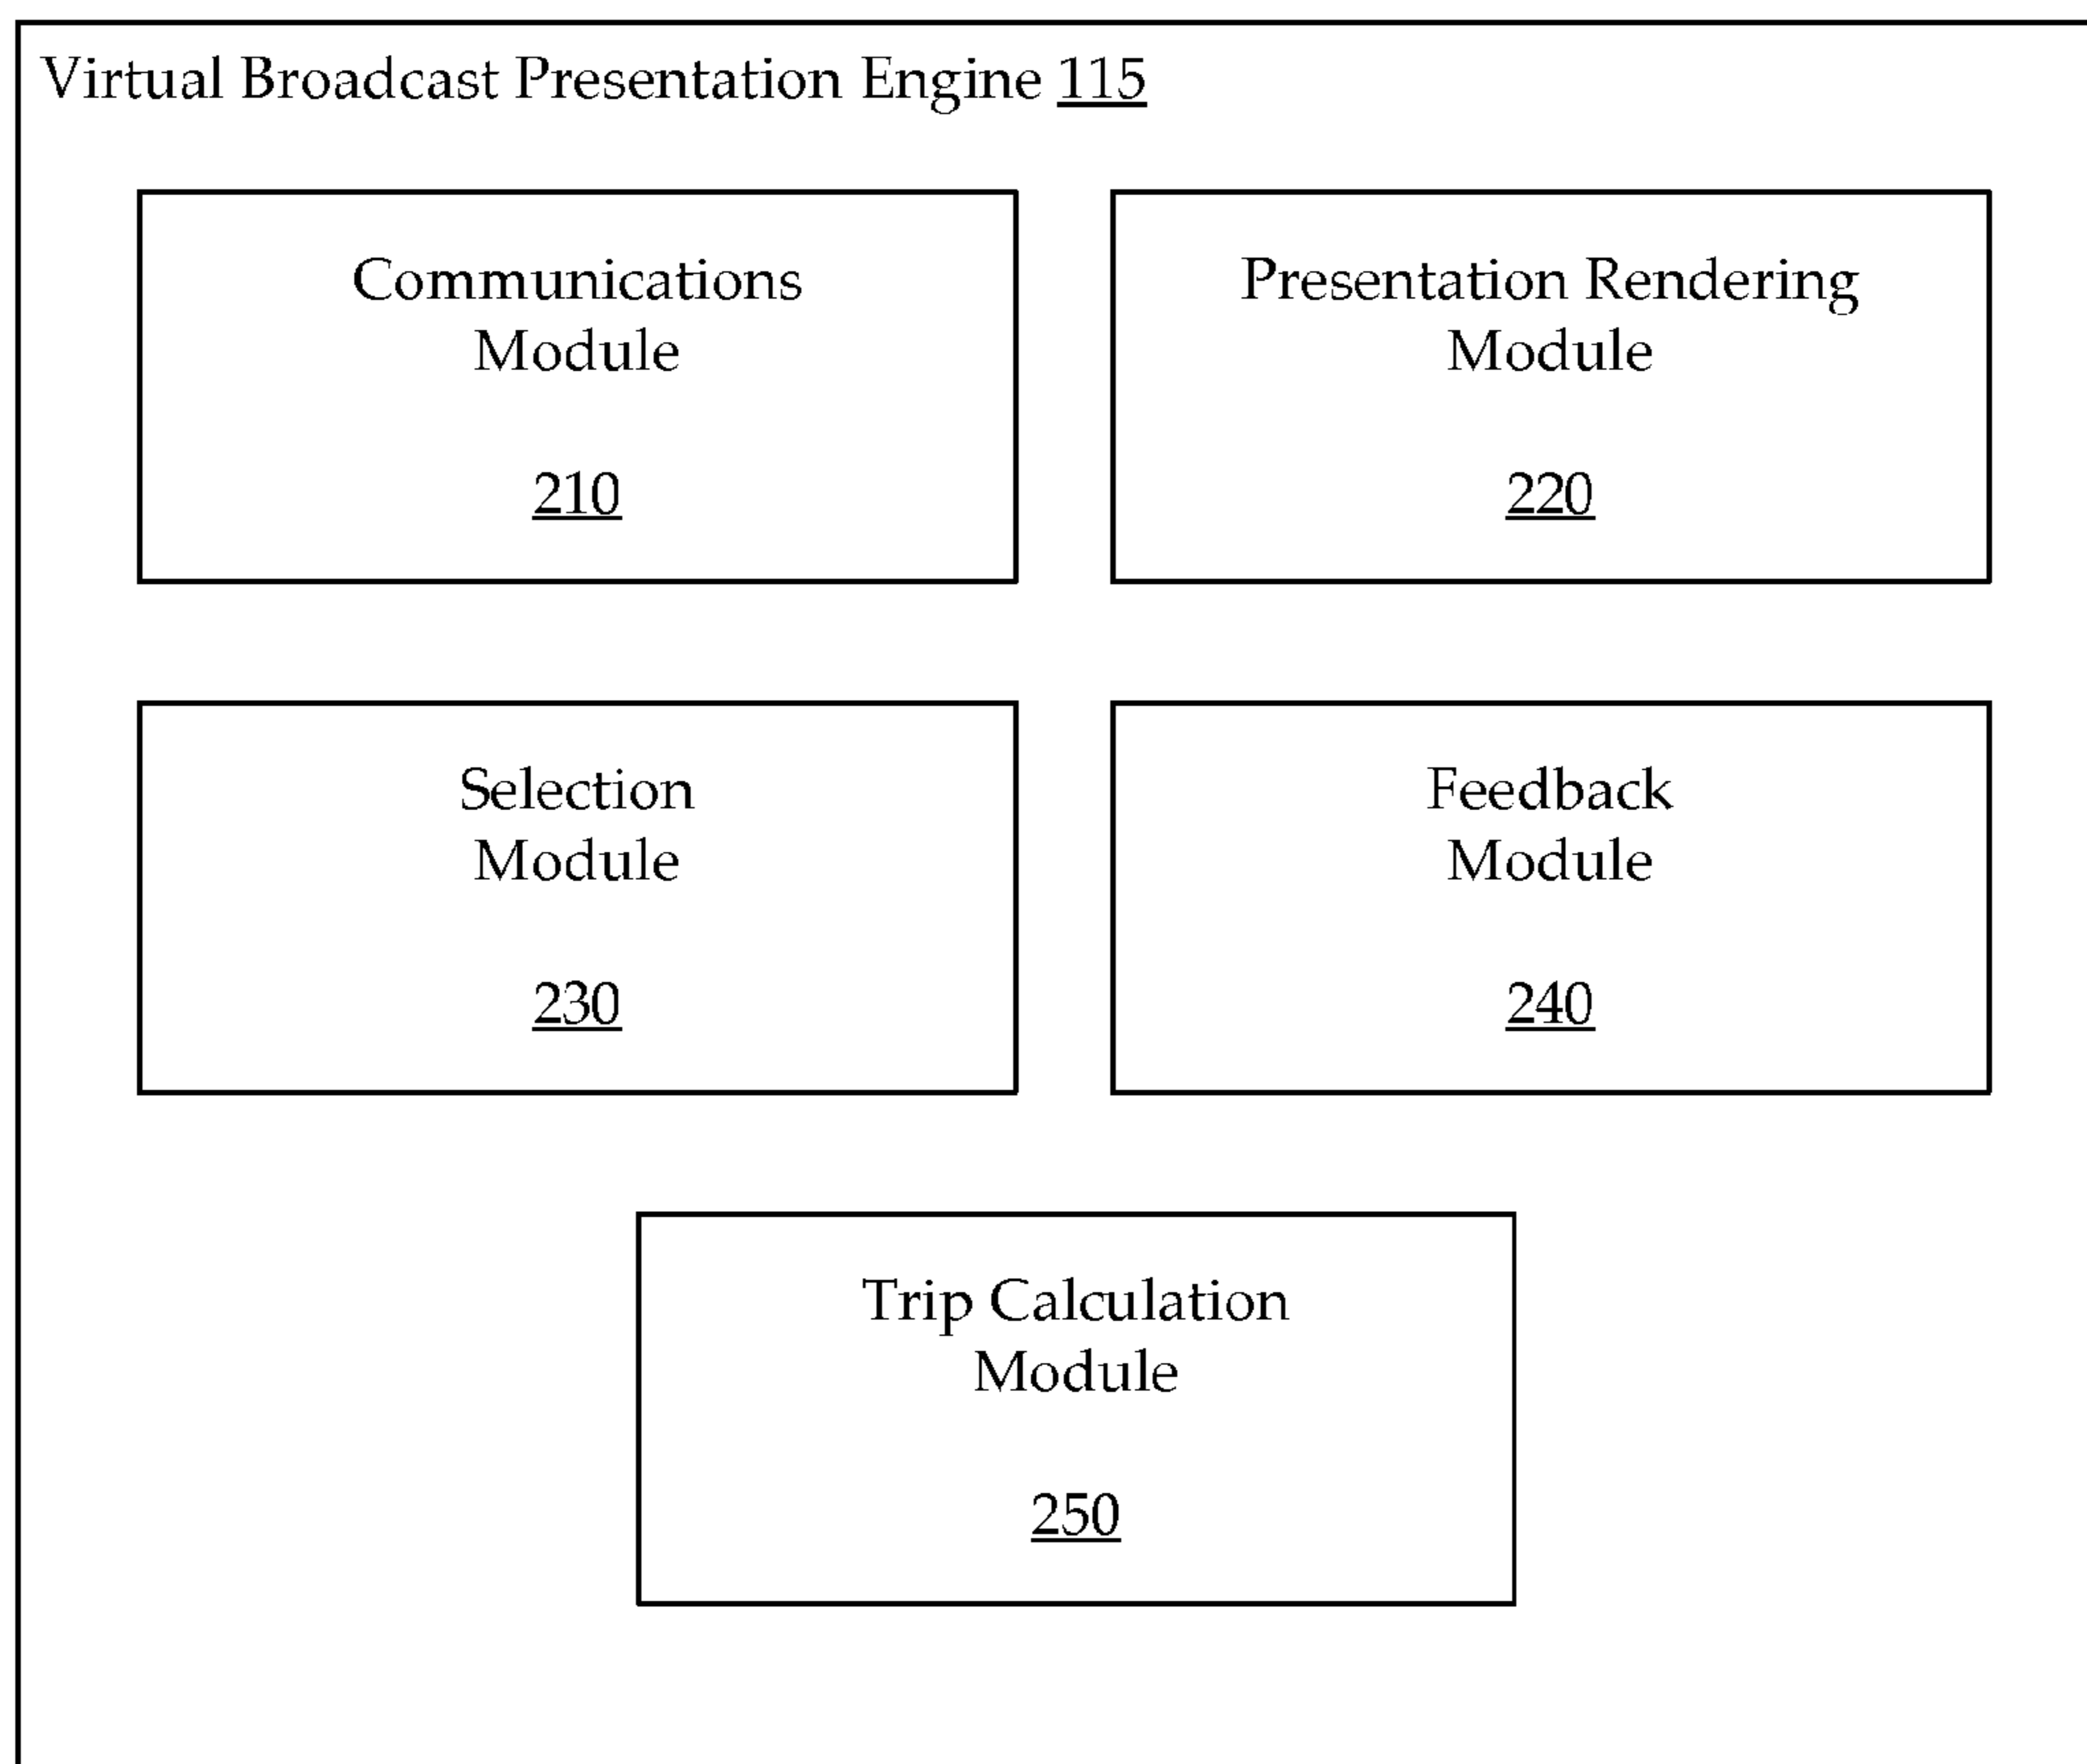 Virtual Broadcast Presentation Engine 115
Communications
Module
210
Presentation Rendering
Module
220
Selection
Module
230
Feedback
Module
240
Trip Calculation
Module
250